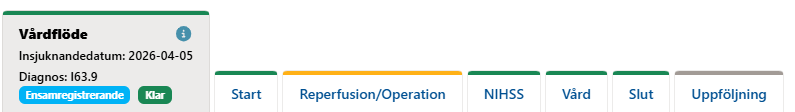 Vårdflöde
Insjuknandedatum: 2026-04-05
Diagnos: I63.9
Ensamregistrerande Klar
Start Reperfusion/Operation NIHSS Vård Slut Uppföljning